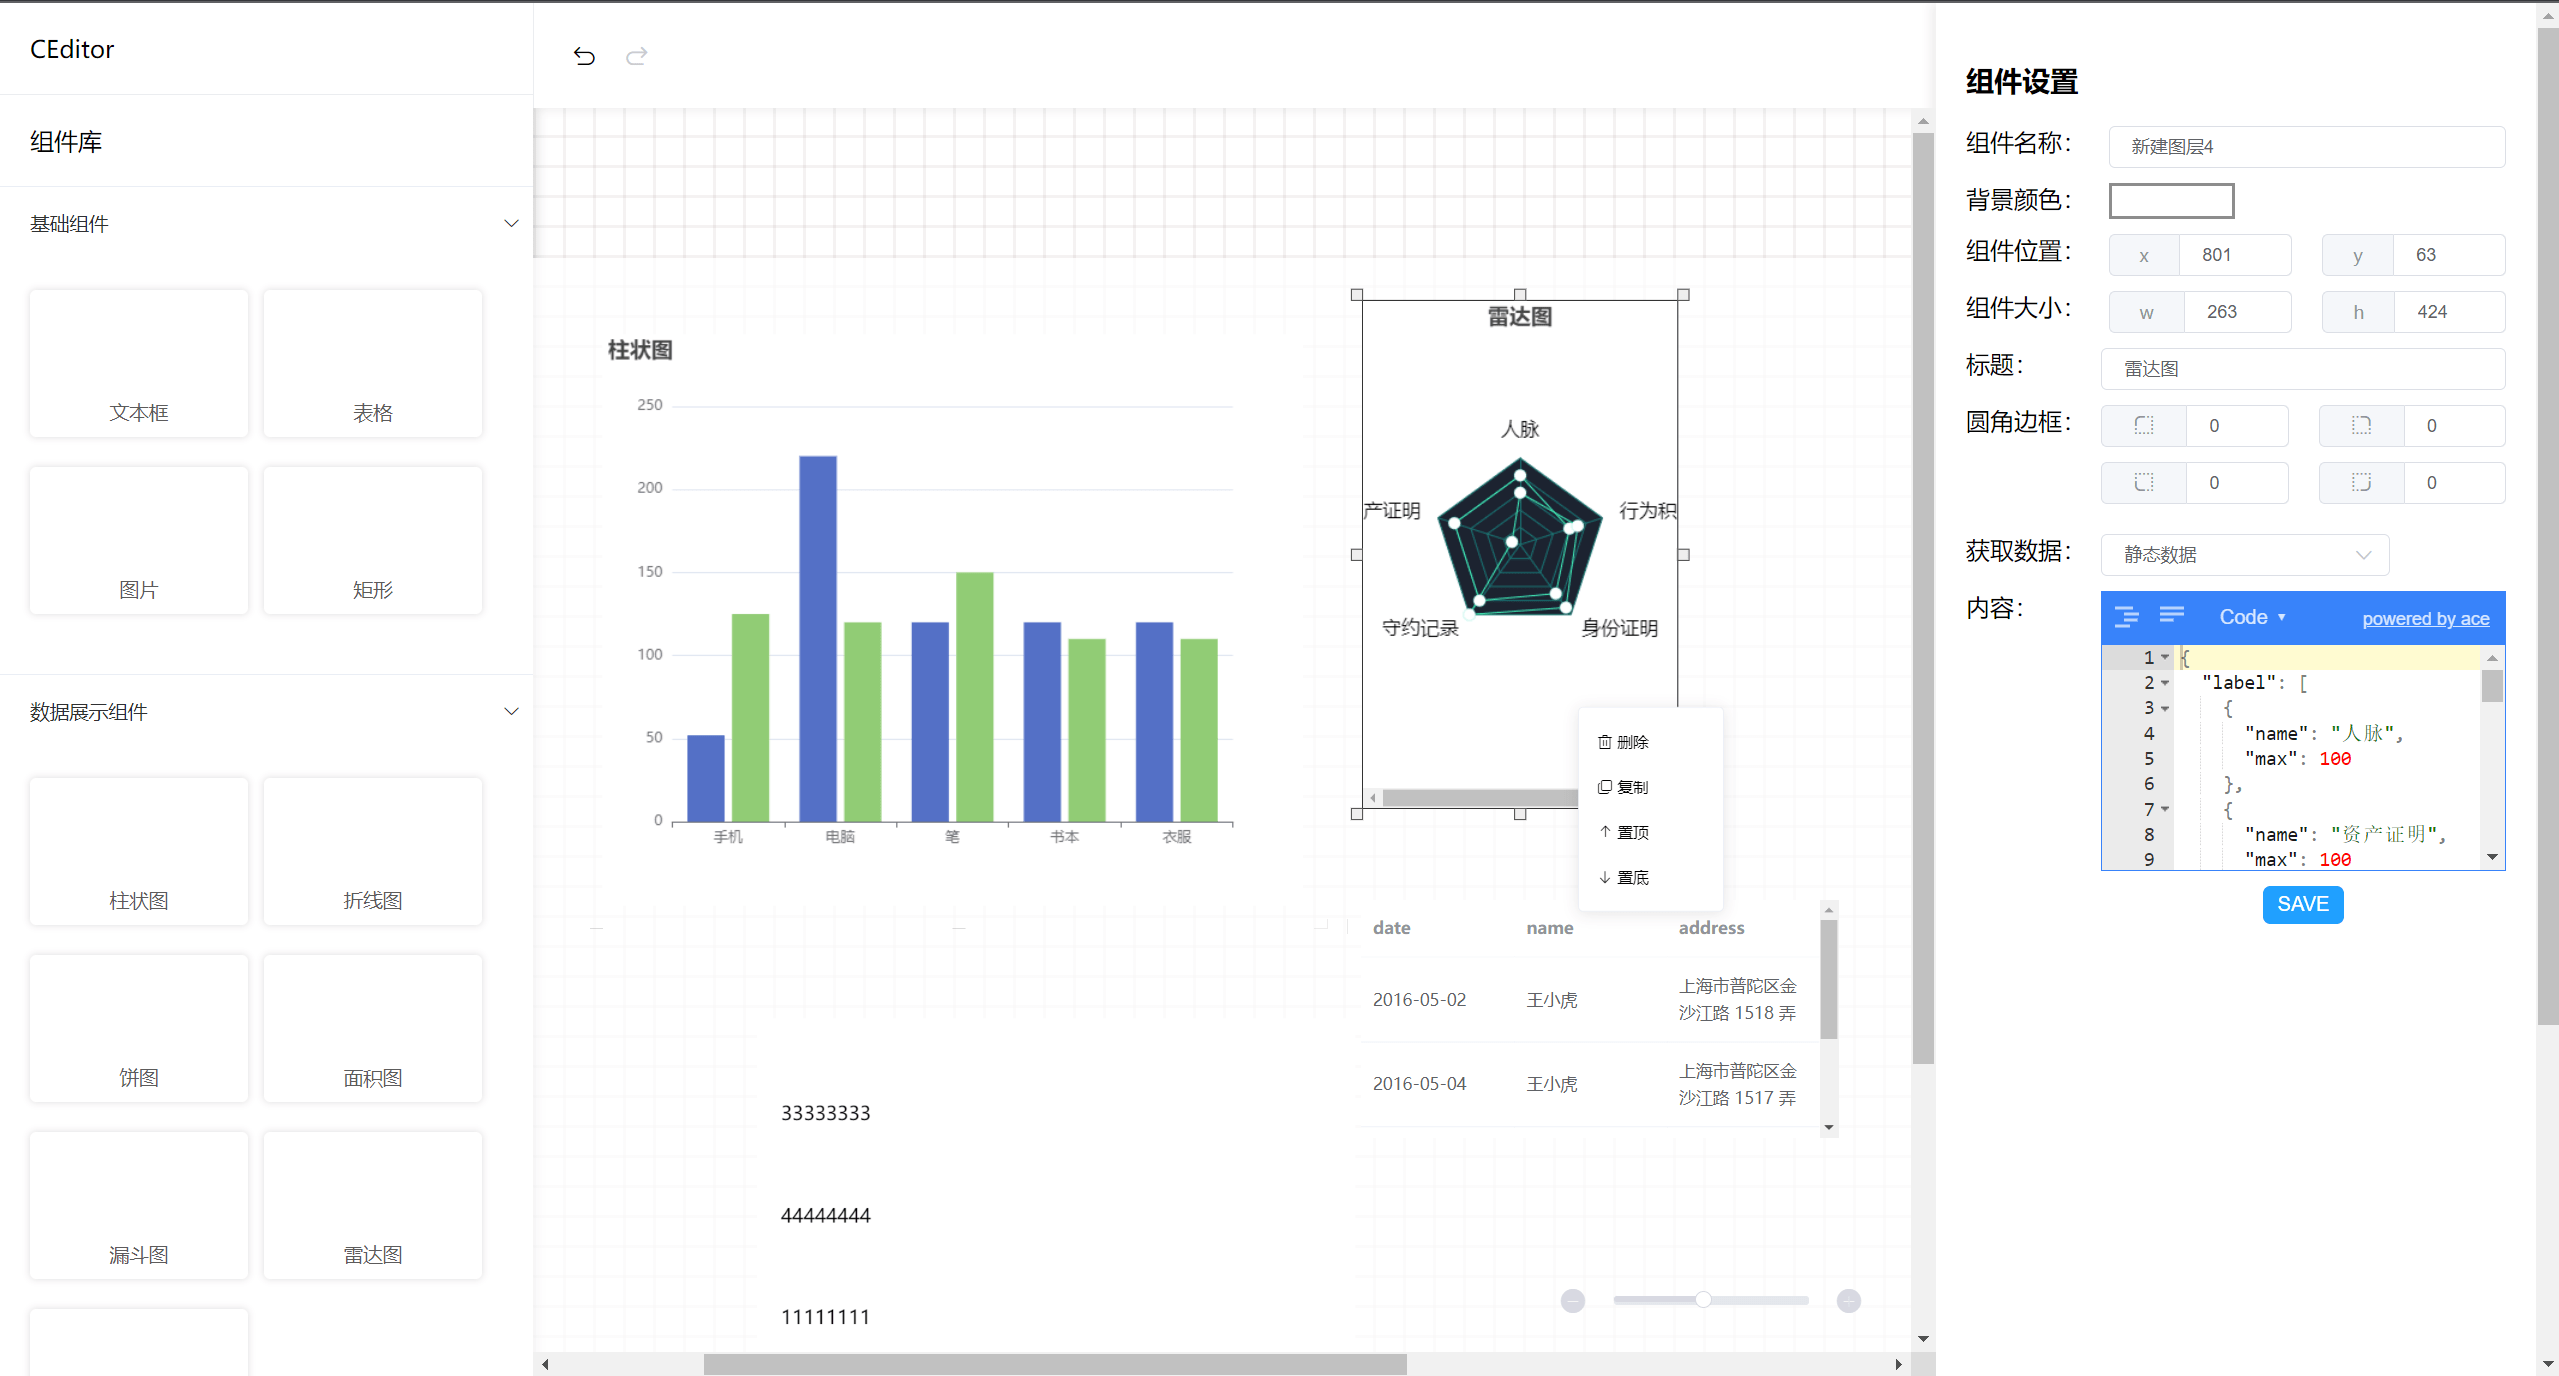 CEditor
组件库
基础组件
文本框
表格
图片
矩形
数据展示组件
柱状图
折线图
饼图
面积图
漏斗图
雷达图
柱状图
250
200
150
100
50
0
手机
电脑
笔
书本
衣服
雷达图
人脉
产证明
行为积
守约记录
身份证明
删除
复制
置顶
置底
date name address
2016-05-02 王小虎 上海市普陀区金
沙江路 1518 弄
2016-05-04 王小虎 上海市普陀区金
沙江路 1517 弄
33333333
44444444
11111111
组件设置
组件名称： 新建图层4
背景颜色：
组件位置： x 801 y 63
组件大小： w 263 h 424
标题： 雷达图
圆角边框： 0 0
0 0
获取数据： 静态数据
内容：
Code ▾ powered by ace
1 {
2 "label": [
3 {
4 "name": "人脉",
5 "max": 100
6 },
7 {
8 "name": "资产证明",
9 "max": 100
SAVE